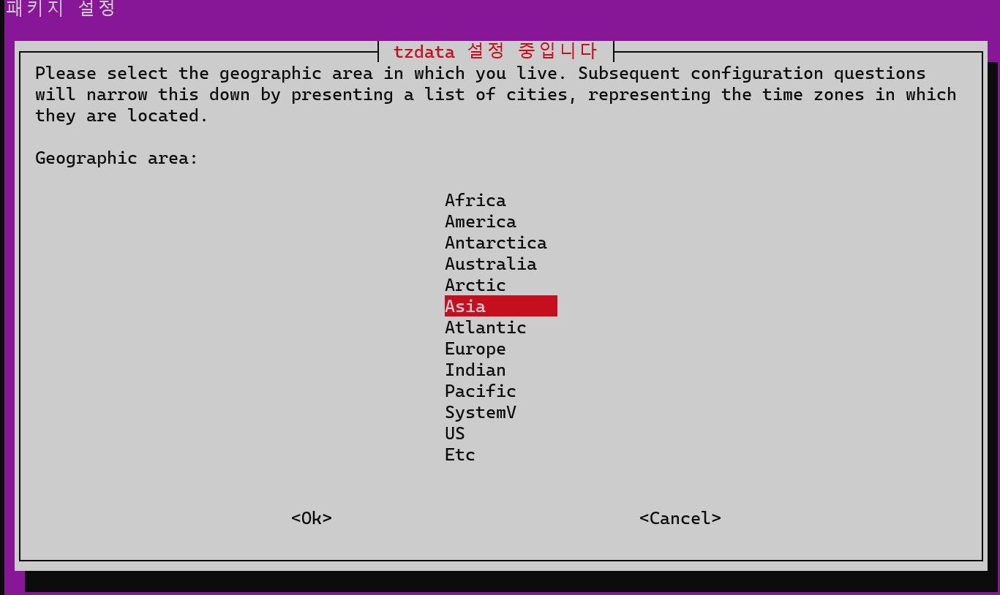 패키지 설정
tzdata 설정 중입니다
Please select the geographic area in which you live. Subsequent configuration questions
will narrow this down by presenting a list of cities, representing the time zones in which
they are located.
Geographic area:
Africa
America
Antarctica
Australia
Arctic
Asia
Atlantic
Europe
Indian
Pacific
SystemV
US
Etc
<Ok>
<Cancel>